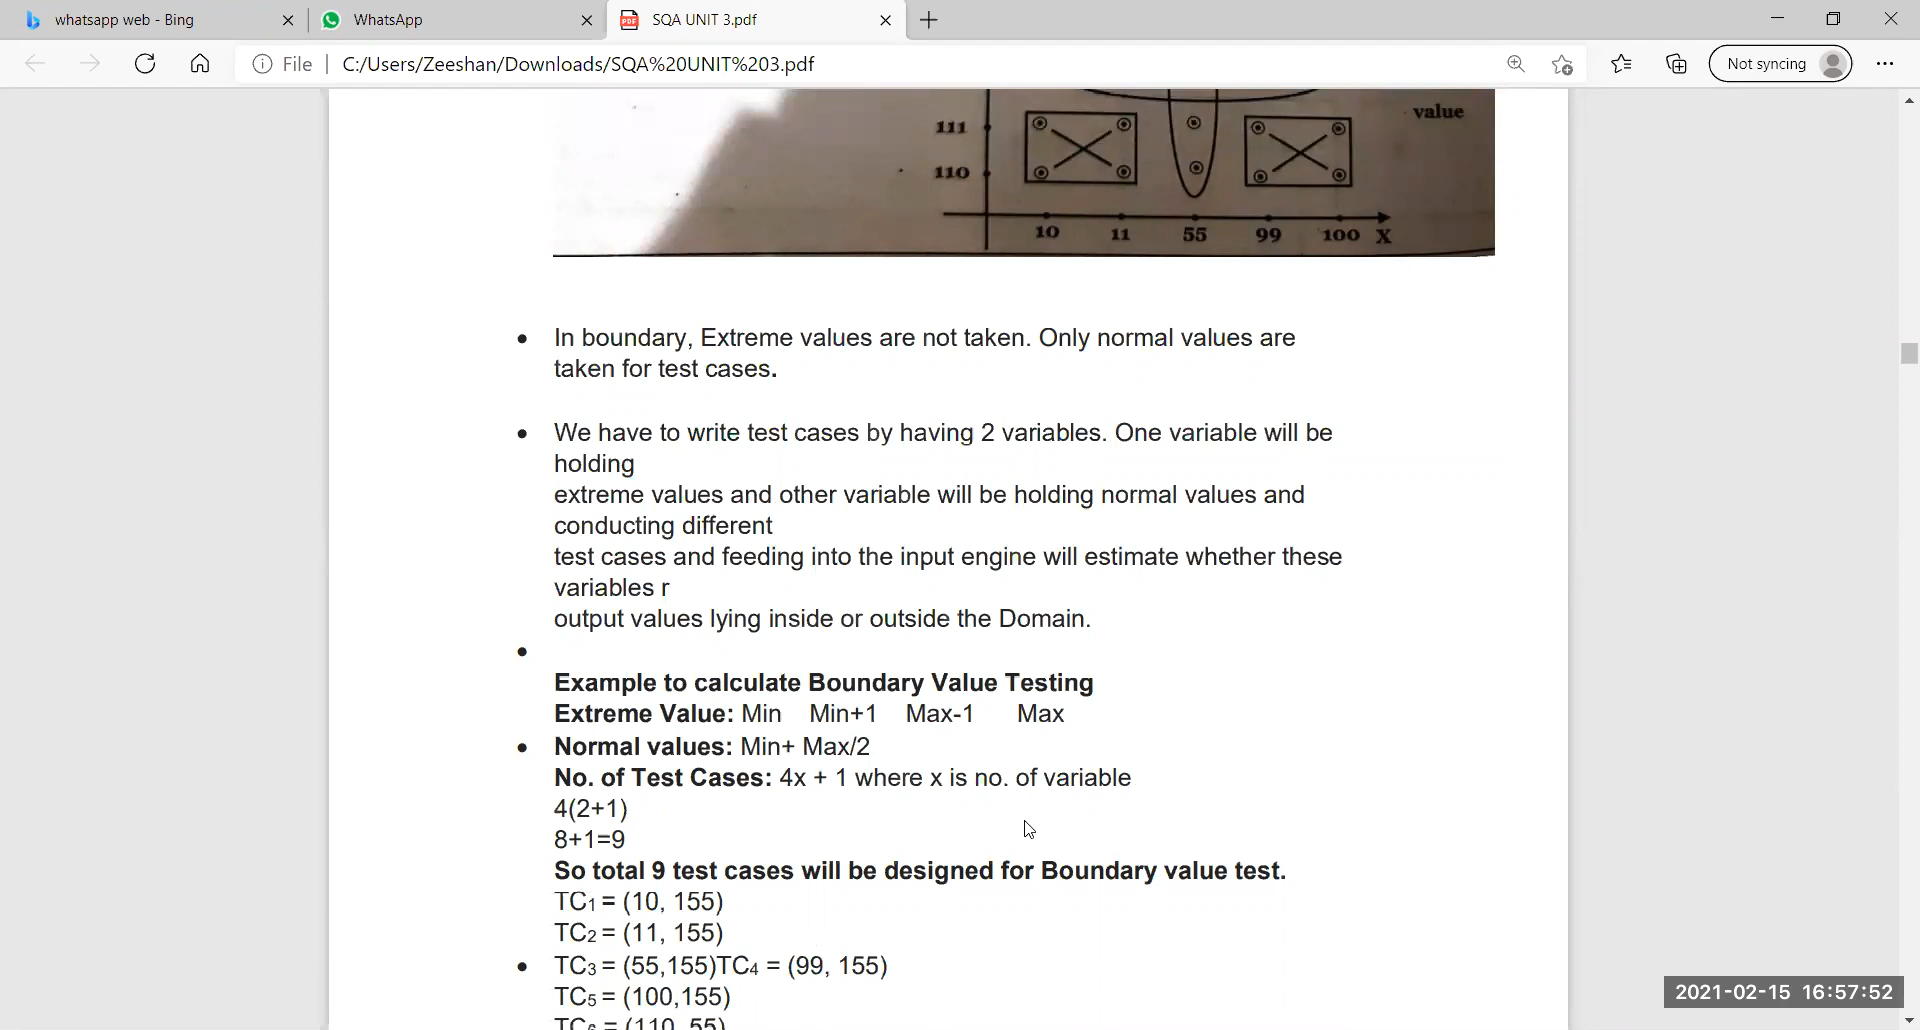 whatsapp web - Bing
WhatsApp
SQA UNIT 3.pdf
File
C:/Users/Zeeshan/Downloads/SQA%20UNIT%203.pdf
Not syncing
value
111
110
10 11 55 99 100 X
In boundary, Extreme values are not taken. Only normal values are
taken for test cases.
We have to write test cases by having 2 variables. One variable will be
holding
extreme values and other variable will be holding normal values and
conducting different
test cases and feeding into the input engine will estimate whether these
variables r
output values lying inside or outside the Domain.
Example to calculate Boundary Value Testing
Extreme Value: Min Min+1 Max-1 Max
Normal values: Min+ Max/2
No. of Test Cases: 4x + 1 where x is no. of variable
4(2+1)
8+1=9
So total 9 test cases will be designed for Boundary value test.
TC1 = (10, 155)
TC2 = (11, 155)
TC3 = (55,155)TC4 = (99, 155)
TC5 = (100,155)
TC6 = (110, 55)
2021-02-15 16:57:52